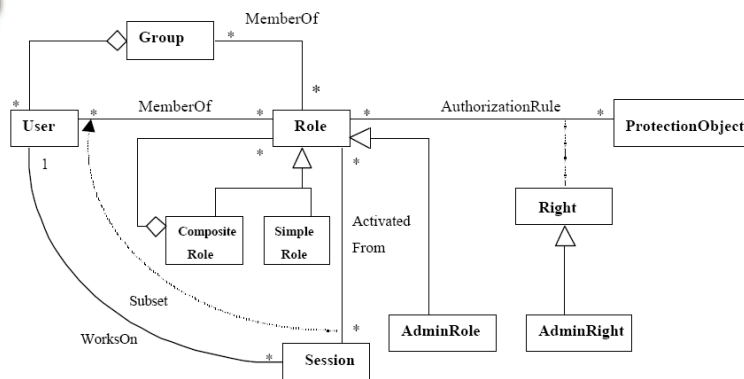 MemberOf
Group
*
*
*
*
MemberOf
*
*
AuthorizationRule
*
User
*
Role
ProtectionObject
1
*
*
Right
Composite
Role
Simple
Role
Activated
From
Subset
WorksOn
*
AdminRole
AdminRight
*
Session